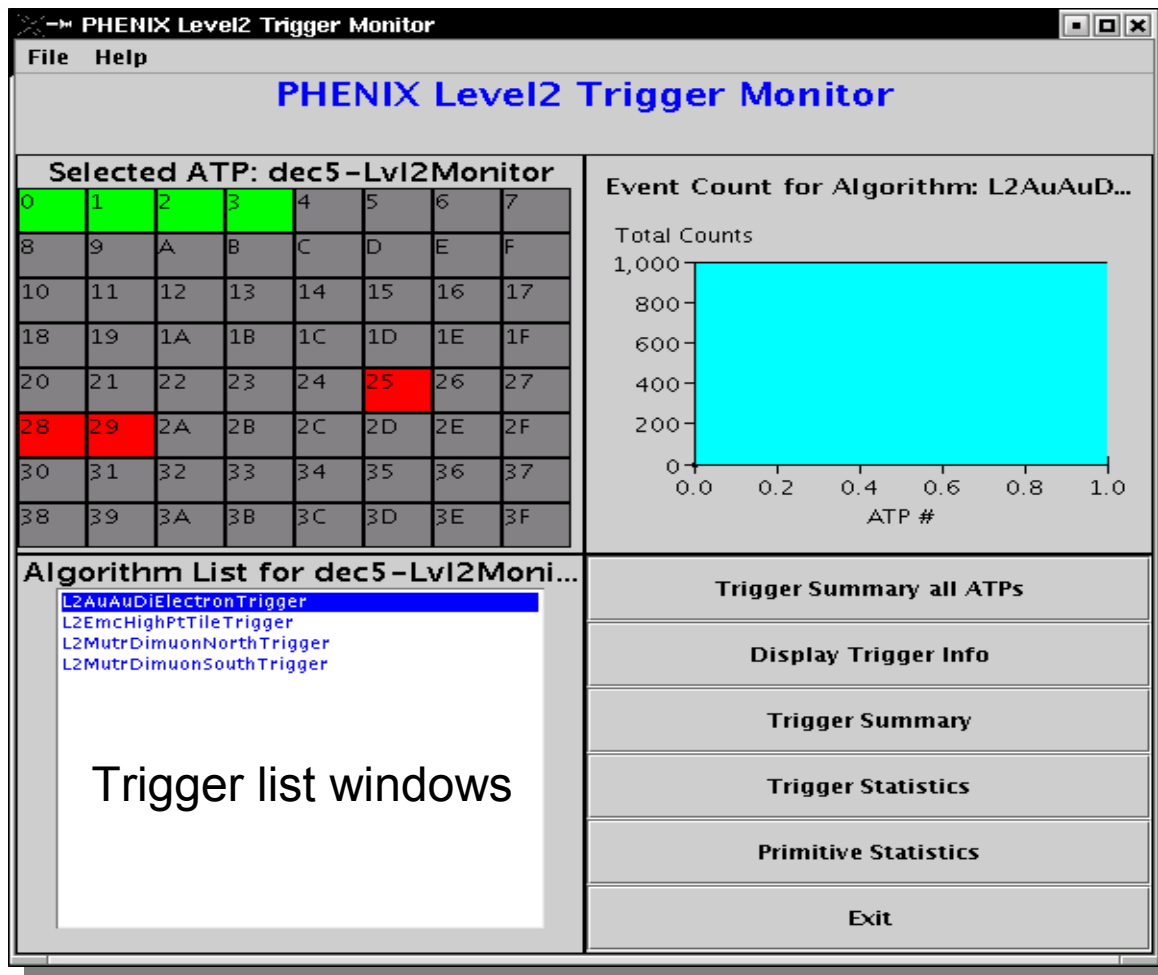 PHENIX Level2 Trigger Monitor
File Help
PHENIX Level2 Trigger Monitor
Selected ATP: dec5-Lvl2Monitor
0 1 2 3 4 5 6 7
8 9 A B C D E F
10 11 12 13 14 15 16 17
18 19 1A 1B 1C 1D 1E 1F
20 21 22 23 24 25 26 27
28 29 2A 2B 2C 2D 2E 2F
30 31 32 33 34 35 36 37
38 39 3A 3B 3C 3D 3E 3F
Event Count for Algorithm: L2AuAuD...
Total Counts
1,000
800
600
400
200
0
0.0 0.2 0.4 0.6 0.8 1.0
ATP #
Algorithm List for dec5-Lvl2Moni...
L2AuAuDiElectronTrigger
L2EmcHighPtTileTrigger
L2MutrDimuonNorthTrigger
L2MutrDimuonSouthTrigger
Trigger list windows
Trigger Summary all ATPs
Display Trigger Info
Trigger Summary
Trigger Statistics
Primitive Statistics
Exit